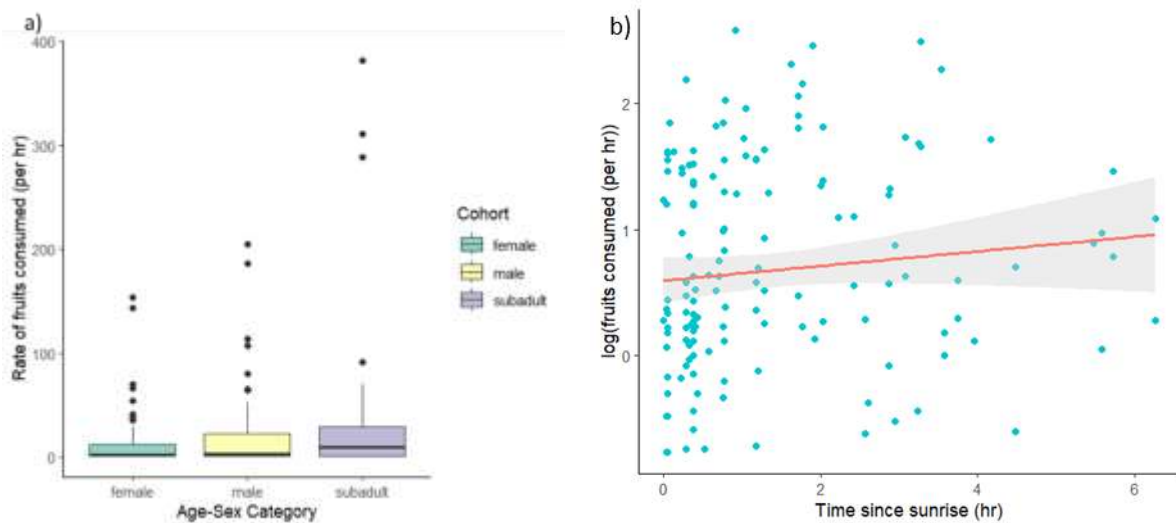 a)
Rate of fruits consumed (per hr)
400
300
200
100
0
female
male
subadult
Age-Sex Category
Cohort
female
male
subadult
b)
log(fruits consumed (per hr))
2
1
0
0
2
4
6
Time since sunrise (hr)